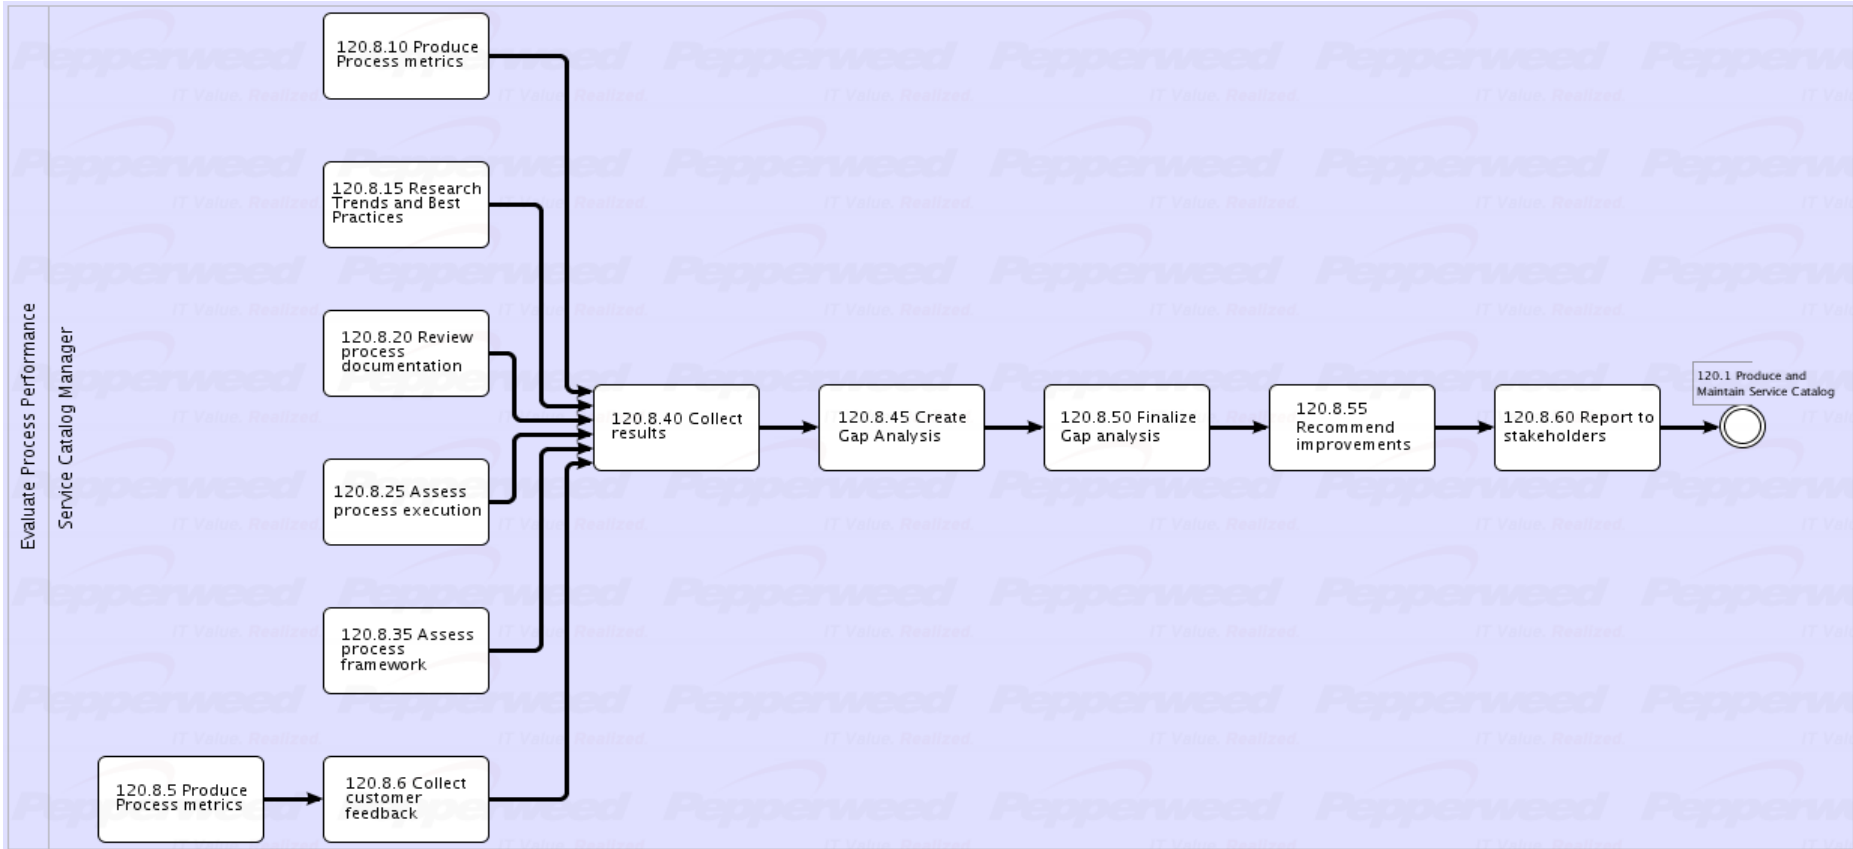 Evaluate Process Performance
Service Catalog Manager
120.8.10 Produce
Process metrics
120.8.15 Research
Trends and Best
Practices
120.8.20 Review
process
documentation
120.8.25 Assess
process execution
120.8.35 Assess
process
framework
120.8.5 Produce
Process metrics
120.8.6 Collect
customer
feedback
120.8.40 Collect
results
120.8.45 Create
Gap Analysis
120.8.50 Finalize
Gap analysis
120.8.55
Recommend
improvements
120.8.60 Report to
stakeholders
120.1 Produce and
Maintain Service Catalog
Pepperweed
IT Value. Realized.